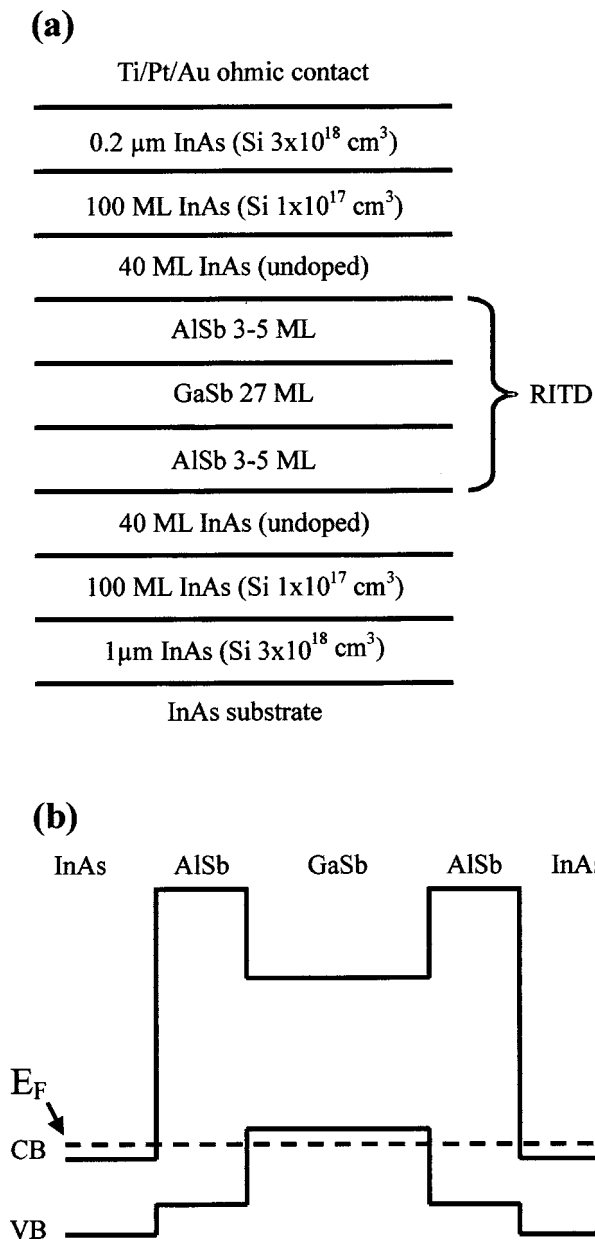 (a)
Ti/Pt/Au ohmic contact
0.2 μm InAs (Si 3x10¹⁸ cm³)
100 ML InAs (Si 1x10¹⁷ cm³)
40 ML InAs (undoped)
AlSb 3-5 ML
GaSb 27 ML
RITD
AlSb 3-5 ML
40 ML InAs (undoped)
100 ML InAs (Si 1x10¹⁷ cm³)
1μm InAs (Si 3x10¹⁸ cm³)
InAs substrate
(b)
InAs AlSb GaSb AlSb InAs
E_F
CB
VB